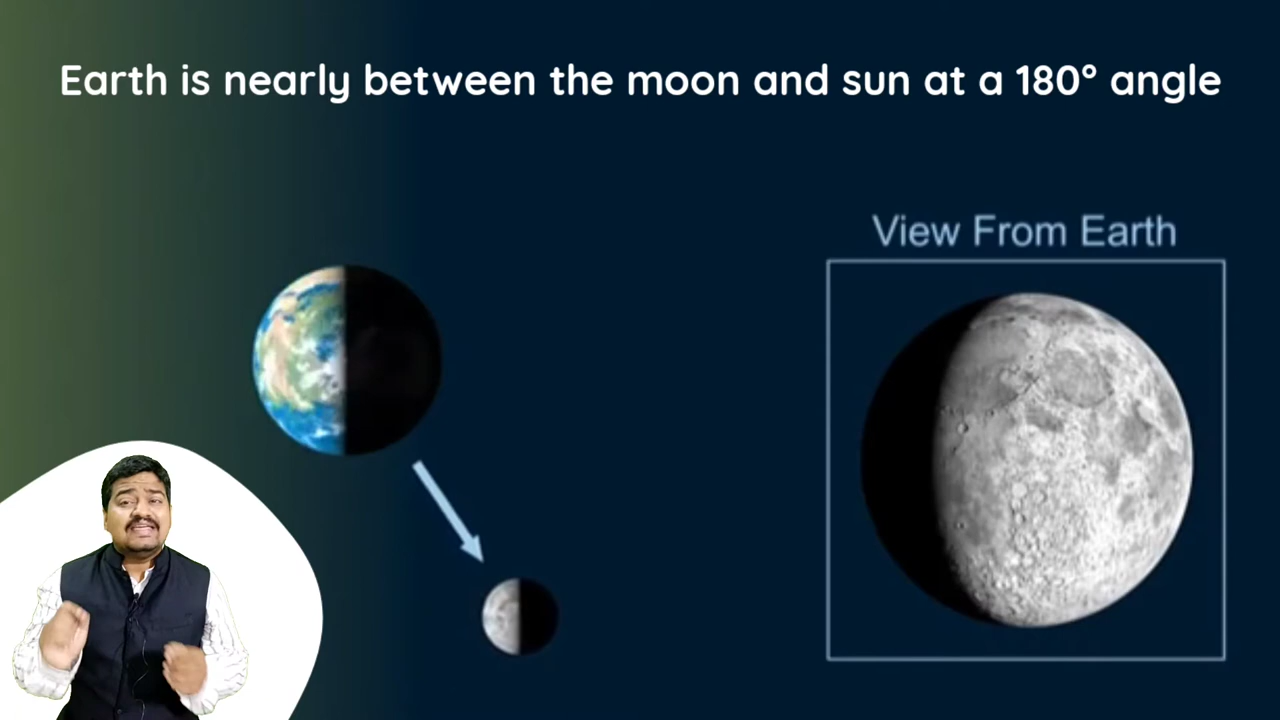 Earth is nearly between the moon and sun at a 180° angle
View From Earth